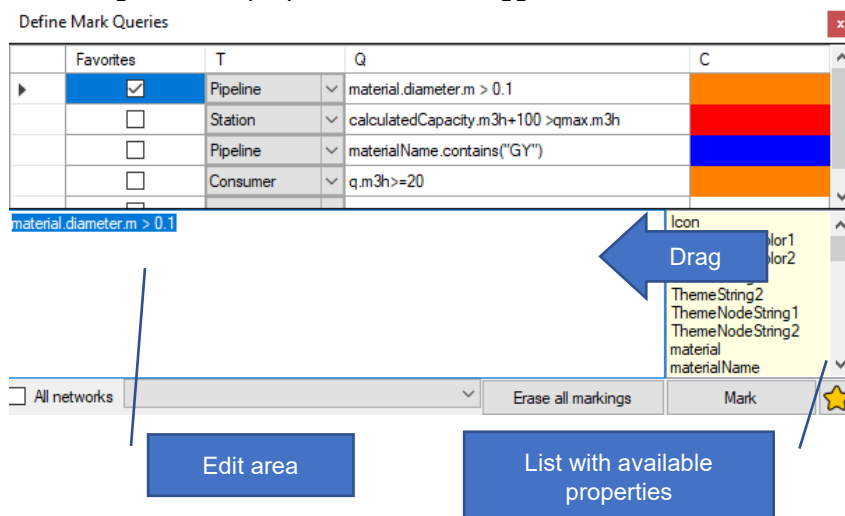 Define Mark Queries
x
Favorites T Q C
Pipeline material.diameter.m > 0.1
Station calculatedCapacity.m3h+100 >qmax.m3h
Pipeline materialName.contains("GY")
Consumer q.m3h>=20
material.diameter.m > 0.1
Icon
olor1
Drag
olor2
ThemeString2
ThemeNodeString1
ThemeNodeString2
material
materialName
All networks Erase all markings Mark
Edit area
List with available
properties